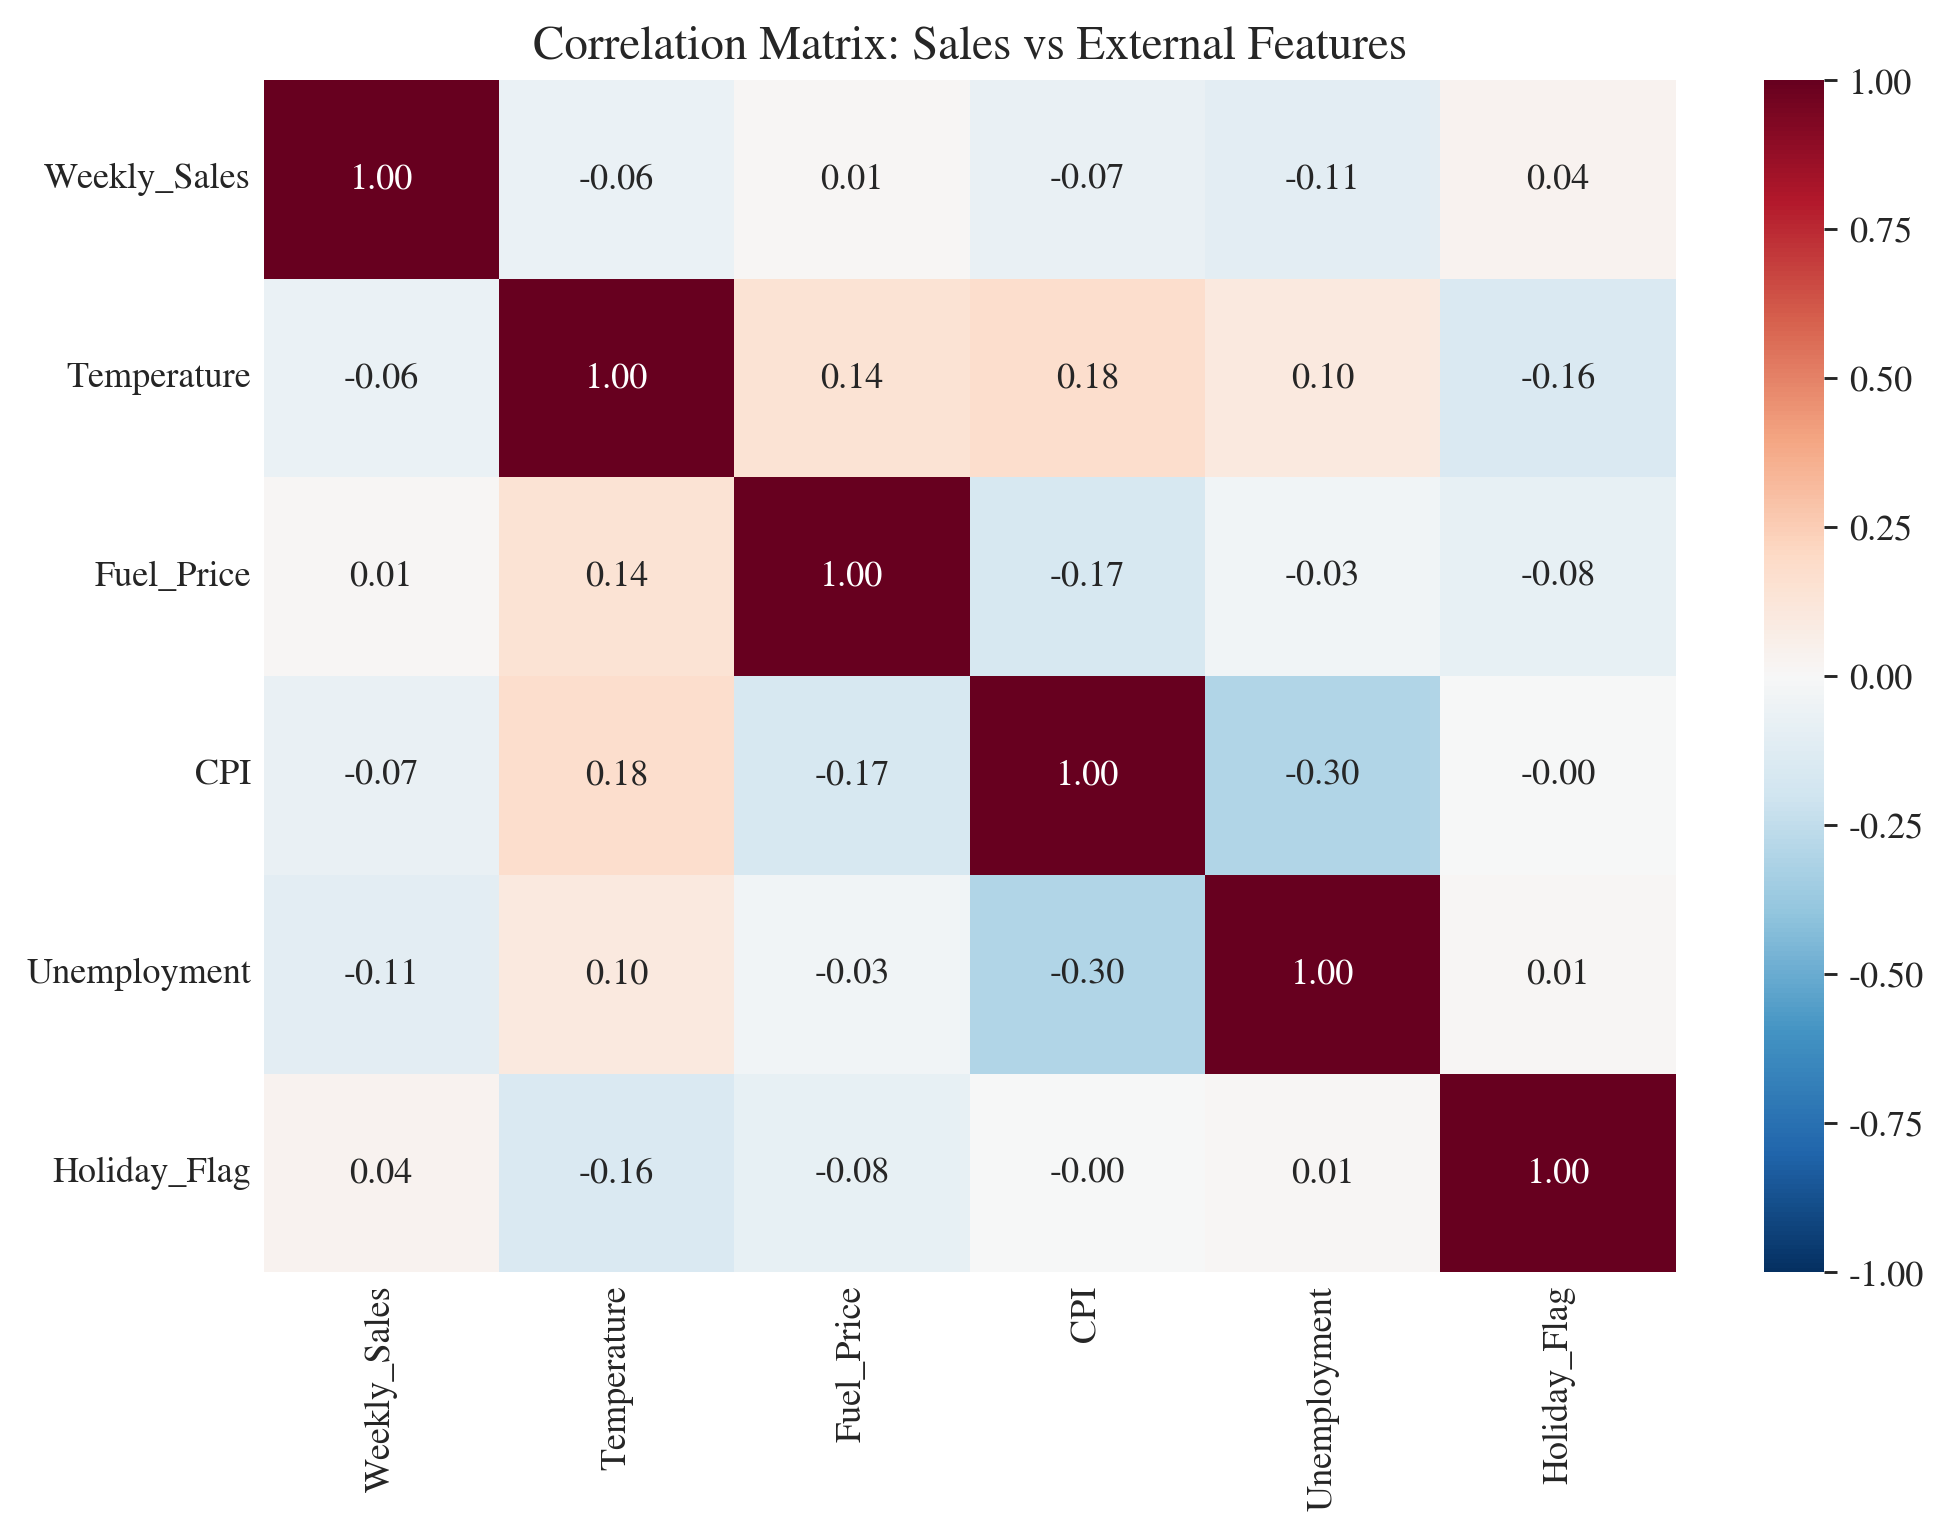 Correlation Matrix: Sales vs External Features
Weekly_Sales 1.00 -0.06 0.01 -0.07 -0.11 0.04
Temperature -0.06 1.00 0.14 0.18 0.10 -0.16
Fuel_Price 0.01 0.14 1.00 -0.17 -0.03 -0.08
CPI -0.07 0.18 -0.17 1.00 -0.30 -0.00
Unemployment -0.11 0.10 -0.03 -0.30 1.00 0.01
Holiday_Flag 0.04 -0.16 -0.08 -0.00 0.01 1.00
Weekly_Sales
Temperature
Fuel_Price
CPI
Unemployment
Holiday_Flag
1.00
0.75
0.50
0.25
0.00
-0.25
-0.50
-0.75
-1.00